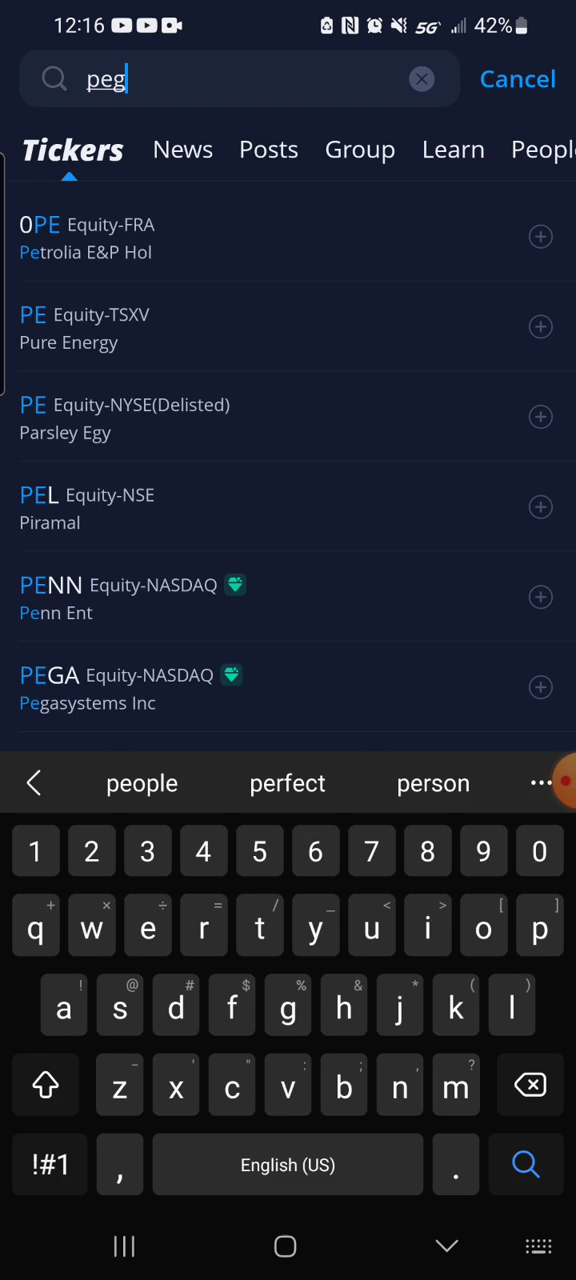 12:16 5G 42%
peg Cancel
Tickers News Posts Group Learn People
0PE Equity-FRA
Petrolia E&P Hol
PE Equity-TSXV
Pure Energy
PE Equity-NYSE(Delisted)
Parsley Egy
PEL Equity-NSE
Piramal
PENN Equity-NASDAQ
Penn Ent
PEGA Equity-NASDAQ
Pegasystems Inc
people perfect person ...
1 2 3 4 5 6 7 8 9 0
+ × ÷ = / _ < > [ ]
q w e r t y u i o p
! @ # $ % ^ & * ( )
a s d f g h j k l
- ' " : ; , ?
z x c v b n m
!#1 , English (US) .